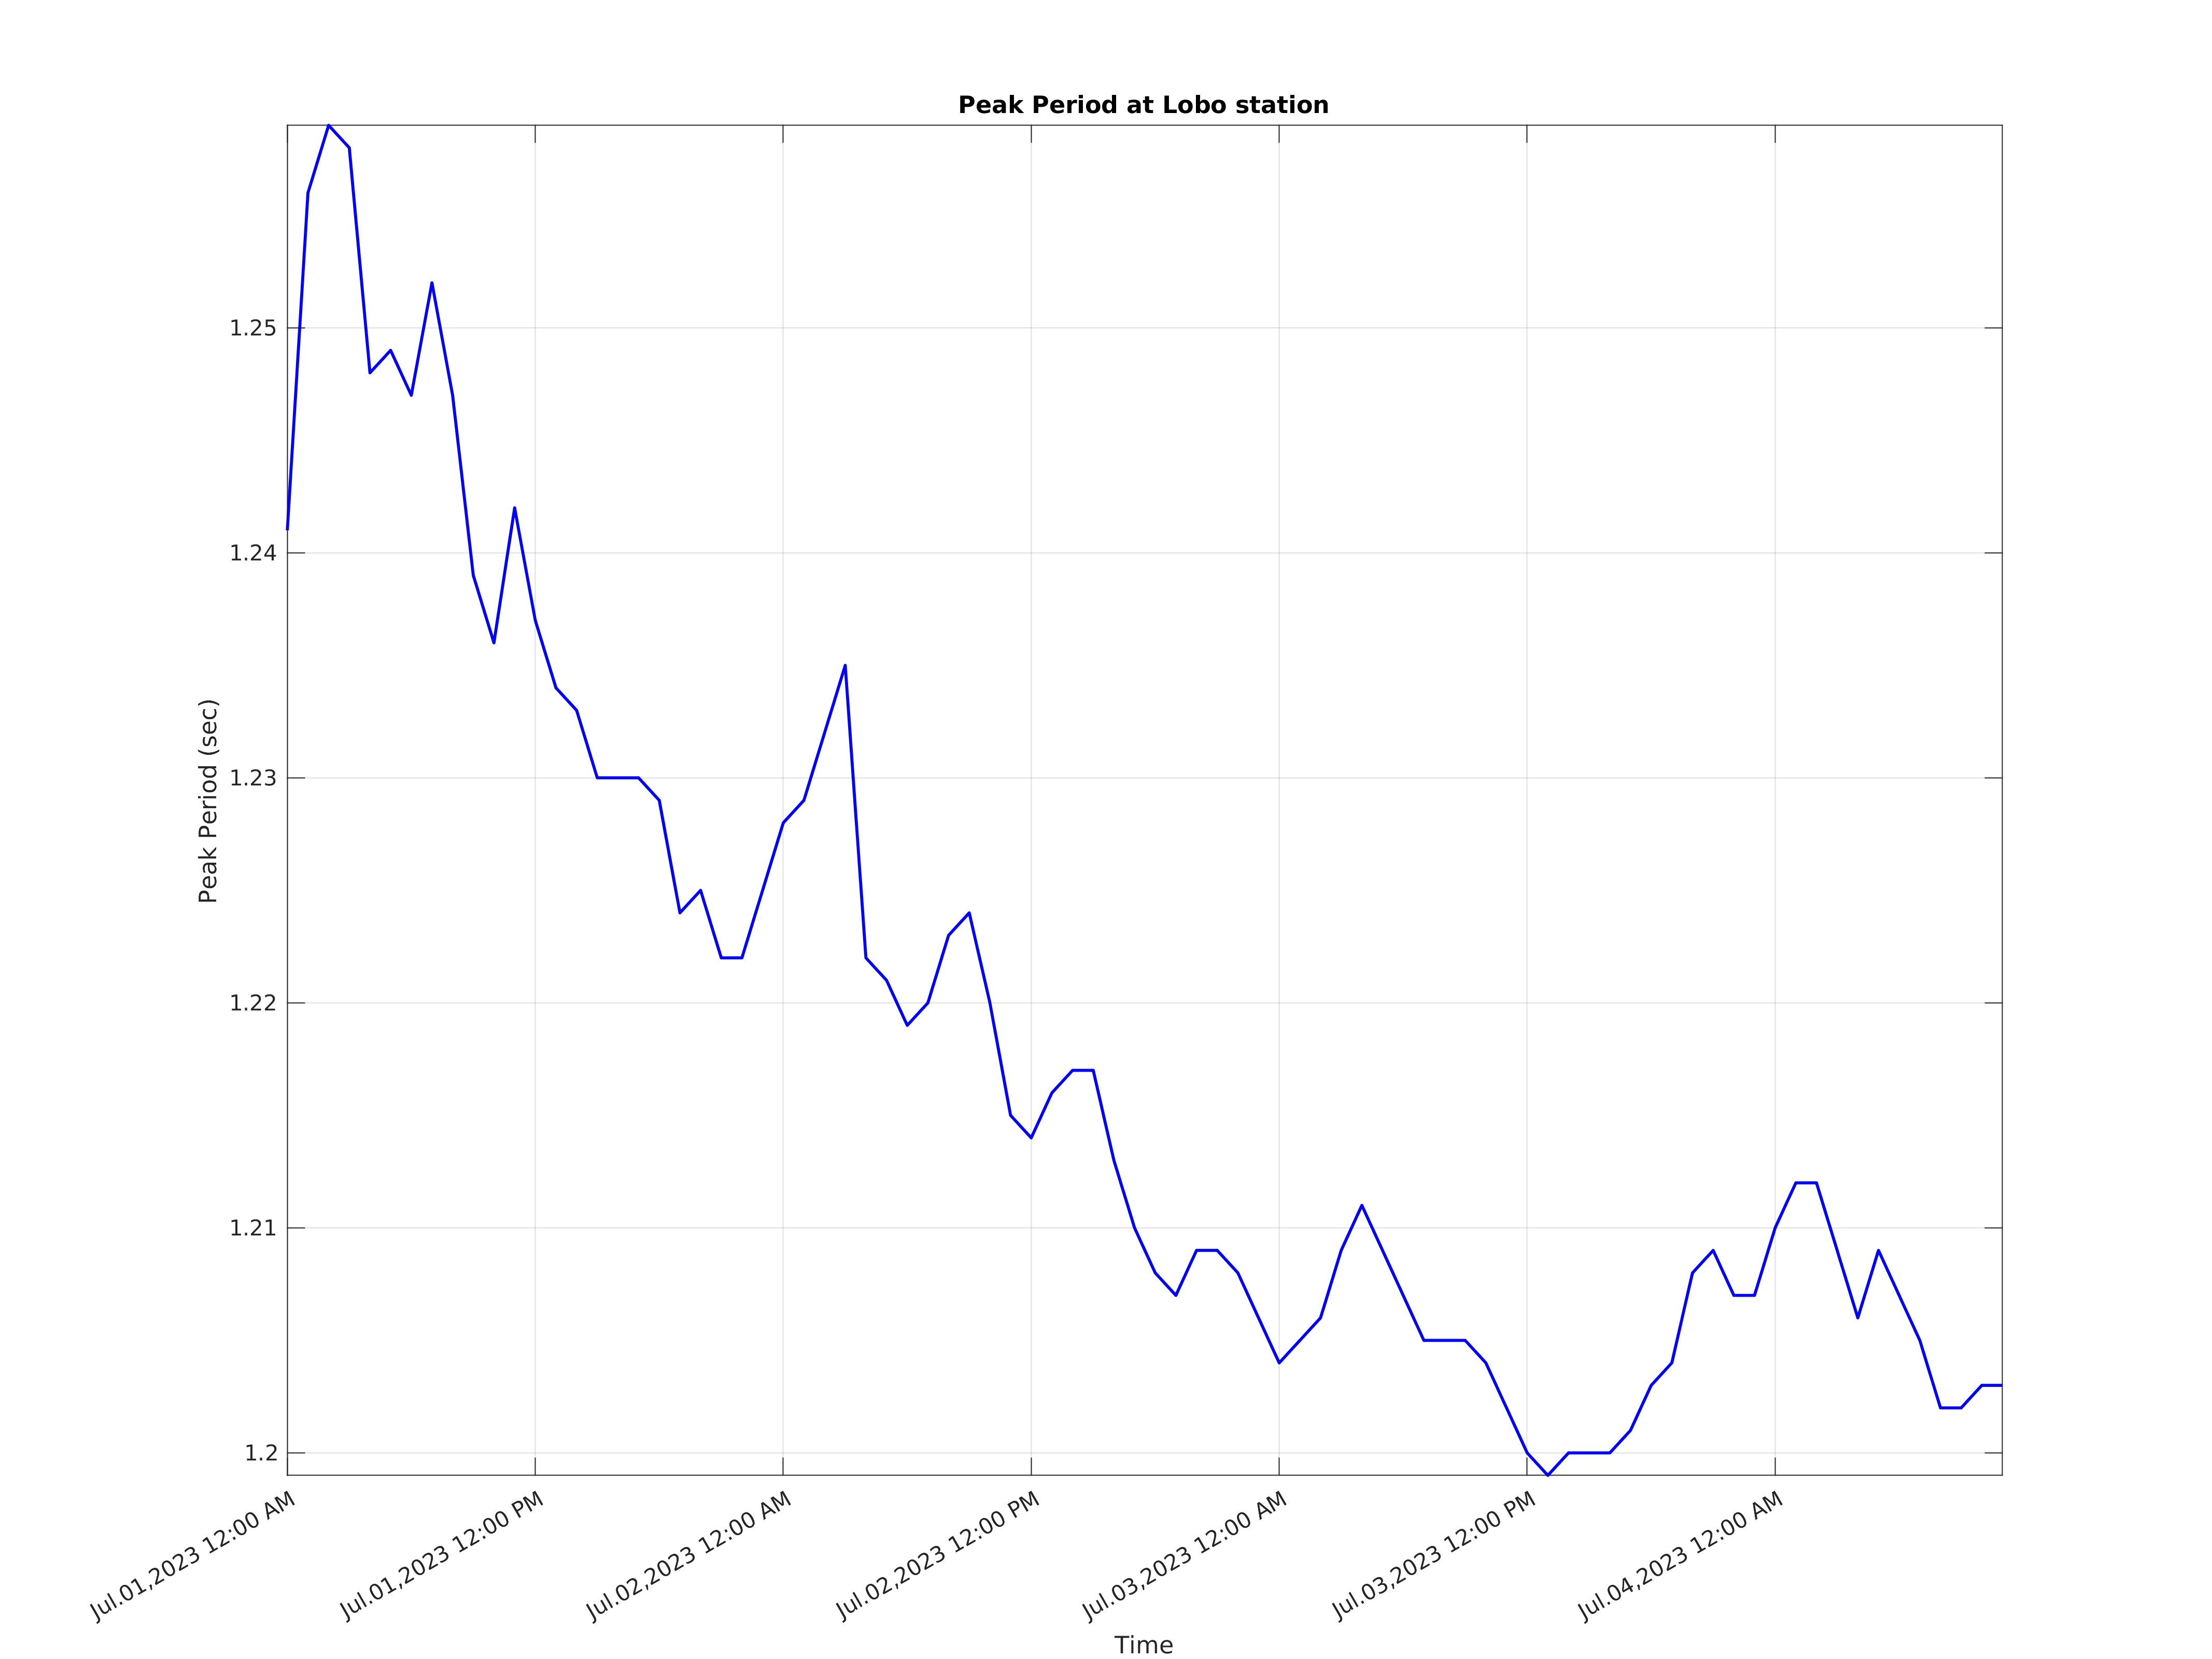 Peak Period at Lobo station
Peak Period (sec)
1.25
1.24
1.23
1.22
1.21
1.2
Jul.01,2023 12:00 AM
Jul.01,2023 12:00 PM
Jul.02,2023 12:00 AM
Jul.02,2023 12:00 PM
Jul.03,2023 12:00 AM
Jul.03,2023 12:00 PM
Jul.04,2023 12:00 AM
Time